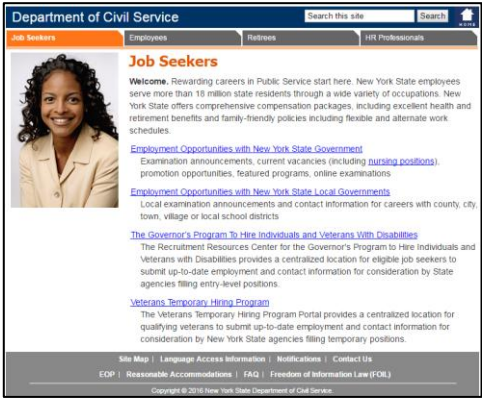 Department of Civil Service
Search this site
Search
HOME
Job Seekers
Employees
Retirees
HR Professionals
Job Seekers
Welcome. Rewarding careers in Public Service start here. New York State employees
serve more than 18 million state residents through a wide variety of occupations. New
York State offers comprehensive compensation packages, including excellent health and
retirement benefits and family-friendly policies including flexible and alternate work
schedules.
Employment Opportunities with New York State Government
Examination announcements, current vacancies (including nursing positions),
promotion opportunities, featured programs, online examinations
Employment Opportunities with New York State Local Governments
Local examination announcements and contact information for careers with county, city,
town, village or local school districts
The Governor's Program To Hire Individuals and Veterans With Disabilities
The Recruitment Resources Center for the Governor's Program to Hire Individuals and
Veterans with Disabilities provides a centralized location for eligible job seekers to
submit up-to-date employment and contact information for consideration by State
agencies filling entry-level positions.
Veterans Temporary Hiring Program
The Veterans Temporary Hiring Program Portal provides a centralized location for
qualifying veterans to submit up-to-date employment and contact information for
consideration by New York State agencies filling temporary positions.
Site Map | Language Access Information | Notifications | Contact Us
EOP | Reasonable Accommodations | FAQ | Freedom of Information Law (FOIL)
Copyright © 2016 New York State Department of Civil Service.